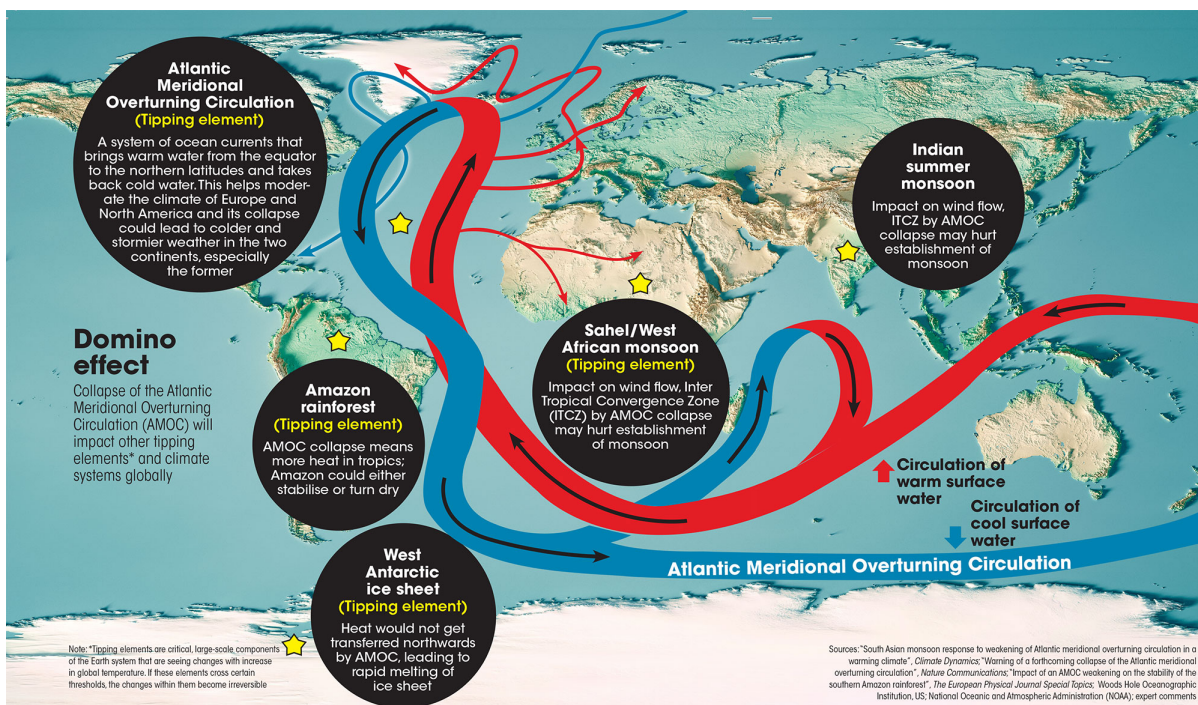 Atlantic
Meridional
Overturning Circulation
(Tipping element)
A system of ocean currents that
brings warm water from the equator
to the northern latitudes and takes
back cold water. This helps moder-
ate the climate of Europe and
North America and its collapse
could lead to colder and
stormier weather in the two
continents, especially
the former
Indian
summer
monsoon
Impact on wind flow,
ITCZ by AMOC
collapse may hurt
establishment of
monsoon
Domino
effect
Collapse of the Atlantic
Meridional Overturning
Circulation (AMOC) will
impact other tipping
elements* and climate
systems globally
Sahel/West
African monsoon
(Tipping element)
Impact on wind flow, Inter
Tropical Convergence Zone
(ITCZ) by AMOC collapse
may hurt establishment
of monsoon
Amazon
rainforest
(Tipping element)
AMOC collapse means
more heat in tropics;
Amazon could either
stabilise or turn dry
Circulation of
warm surface
water
Circulation of
cool surface
water
Atlantic Meridional Overturning Circulation
West
Antarctic
ice sheet
(Tipping element)
Heat would not get
transferred northwards
by AMOC, leading to
rapid melting of
ice sheet
Note: *Tipping elements are critical, large-scale components
of the Earth system that are seeing changes with increase
in global temperature. If these elements cross certain
thresholds, the changes within them become irreversible
Sources: "South Asian monsoon response to weakening of Atlantic meridional overturning circulation in a
warming climate", Climate Dynamics; "Warning of a forthcoming collapse of the Atlantic meridional
overturning circulation", Nature Communications; "Impact of an AMOC weakening on the stability of the
southern Amazon rainforest", The European Physical Journal Special Topics; Woods Hole Oceanographic
Institution, US; National Oceanic and Atmospheric Administration (NOAA); expert comments